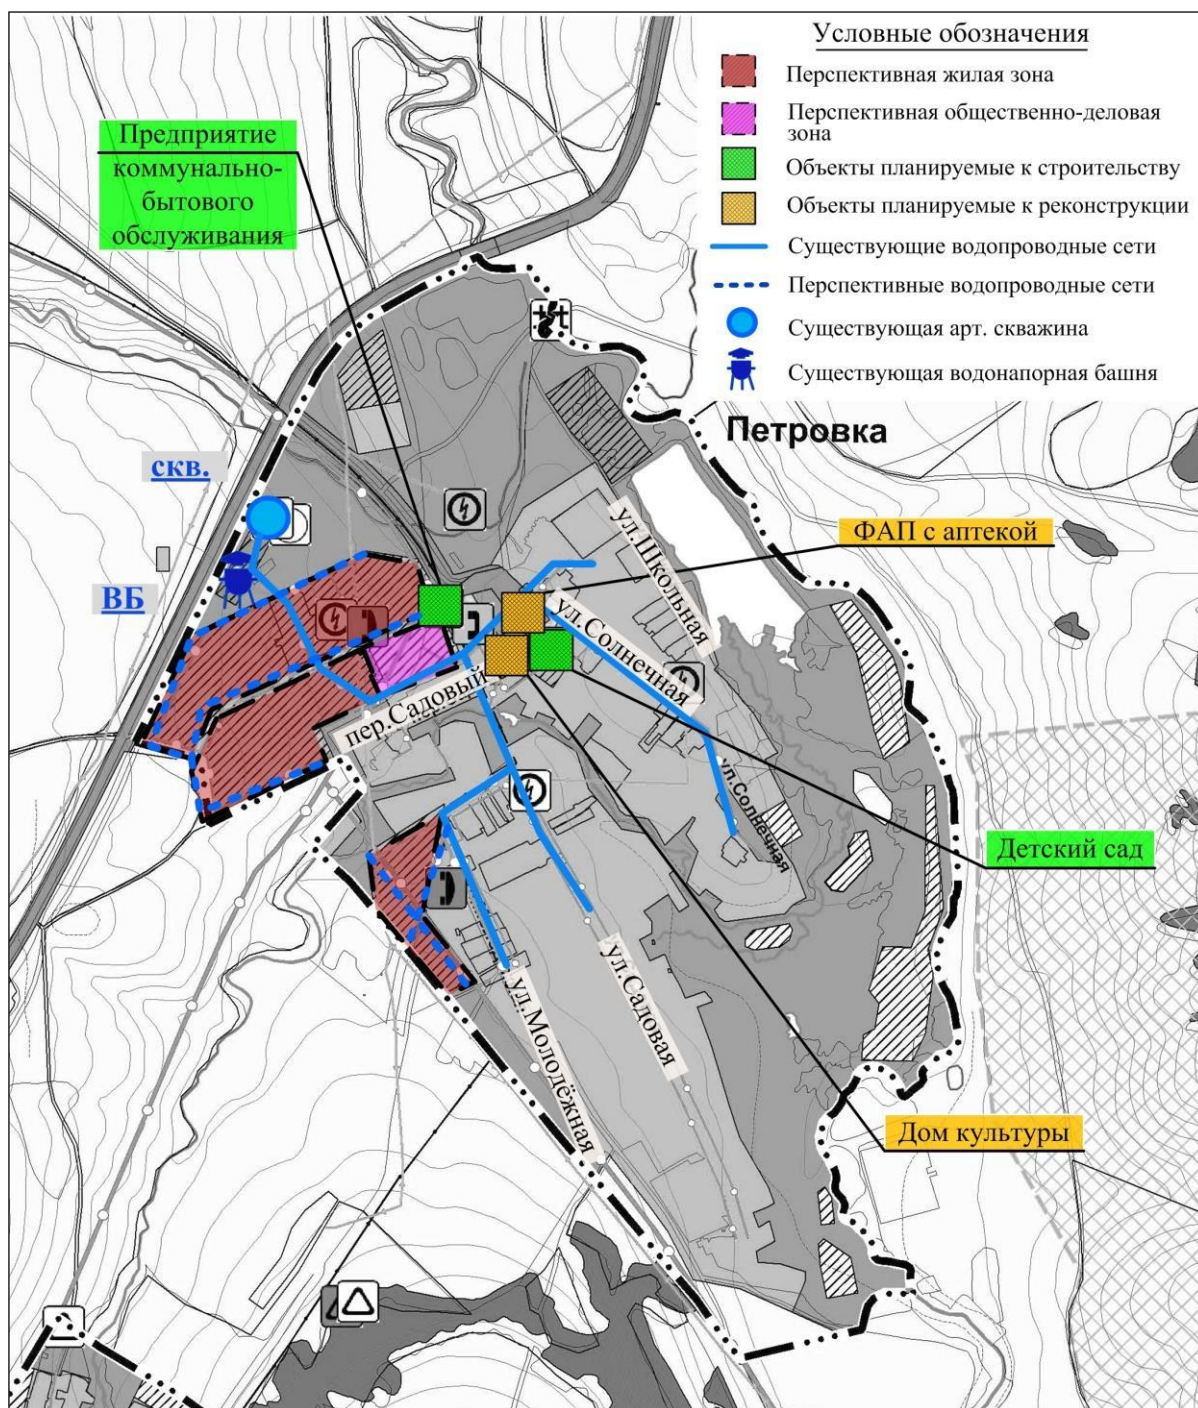 Условные обозначения
Перспективная жилая зона
Перспективная общественно-деловая
зона
Объекты планируемые к строительству
Объекты планируемые к реконструкции
Существующие водопроводные сети
Перспективные водопроводные сети
Существующая арт. скважина
Существующая водонапорная башня
Предприятие
коммунально-
бытового
обслуживания
Петровка
скв.
ВБ
ФАП с аптекой
ул.Школьная
ул.Солнечная
пер.Садовый
ул.Солнечная
Детский сад
ул.Садовая
ул.Молодёжная
Дом культуры